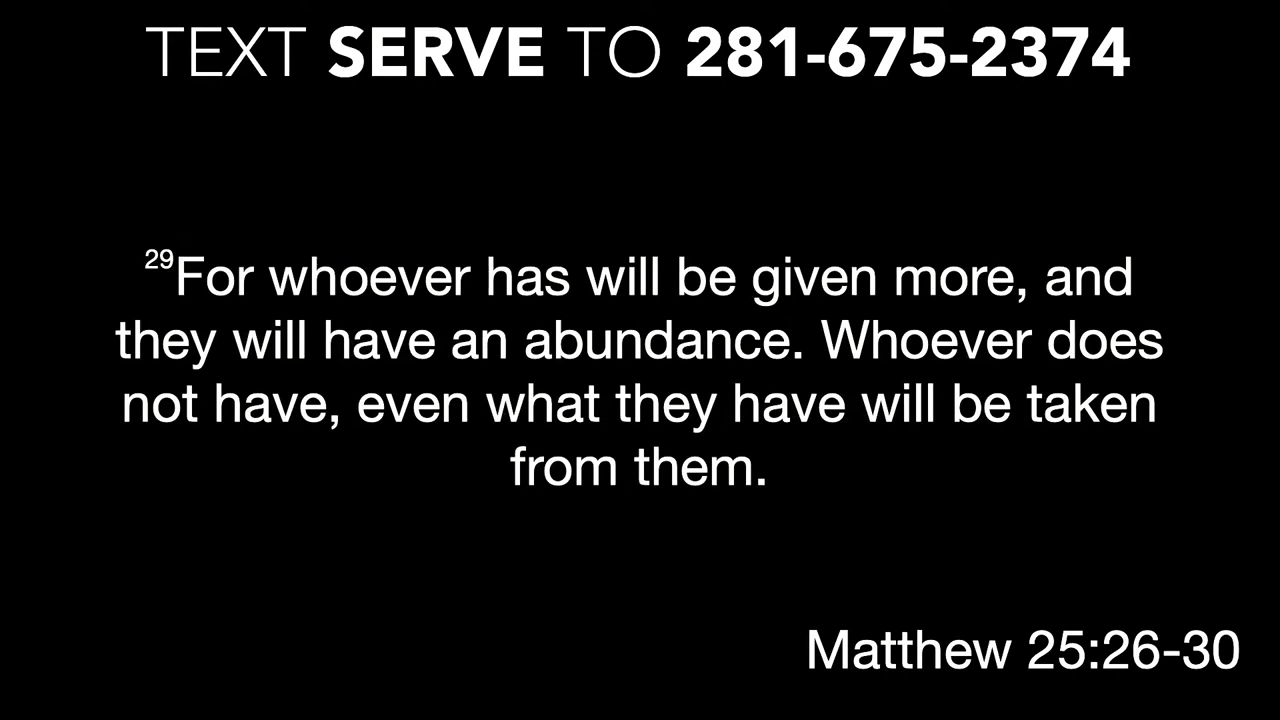 TEXT SERVE TO 281-675-2374
29For whoever has will be given more, and
they will have an abundance. Whoever does
not have, even what they have will be taken
from them.
Matthew 25:26-30